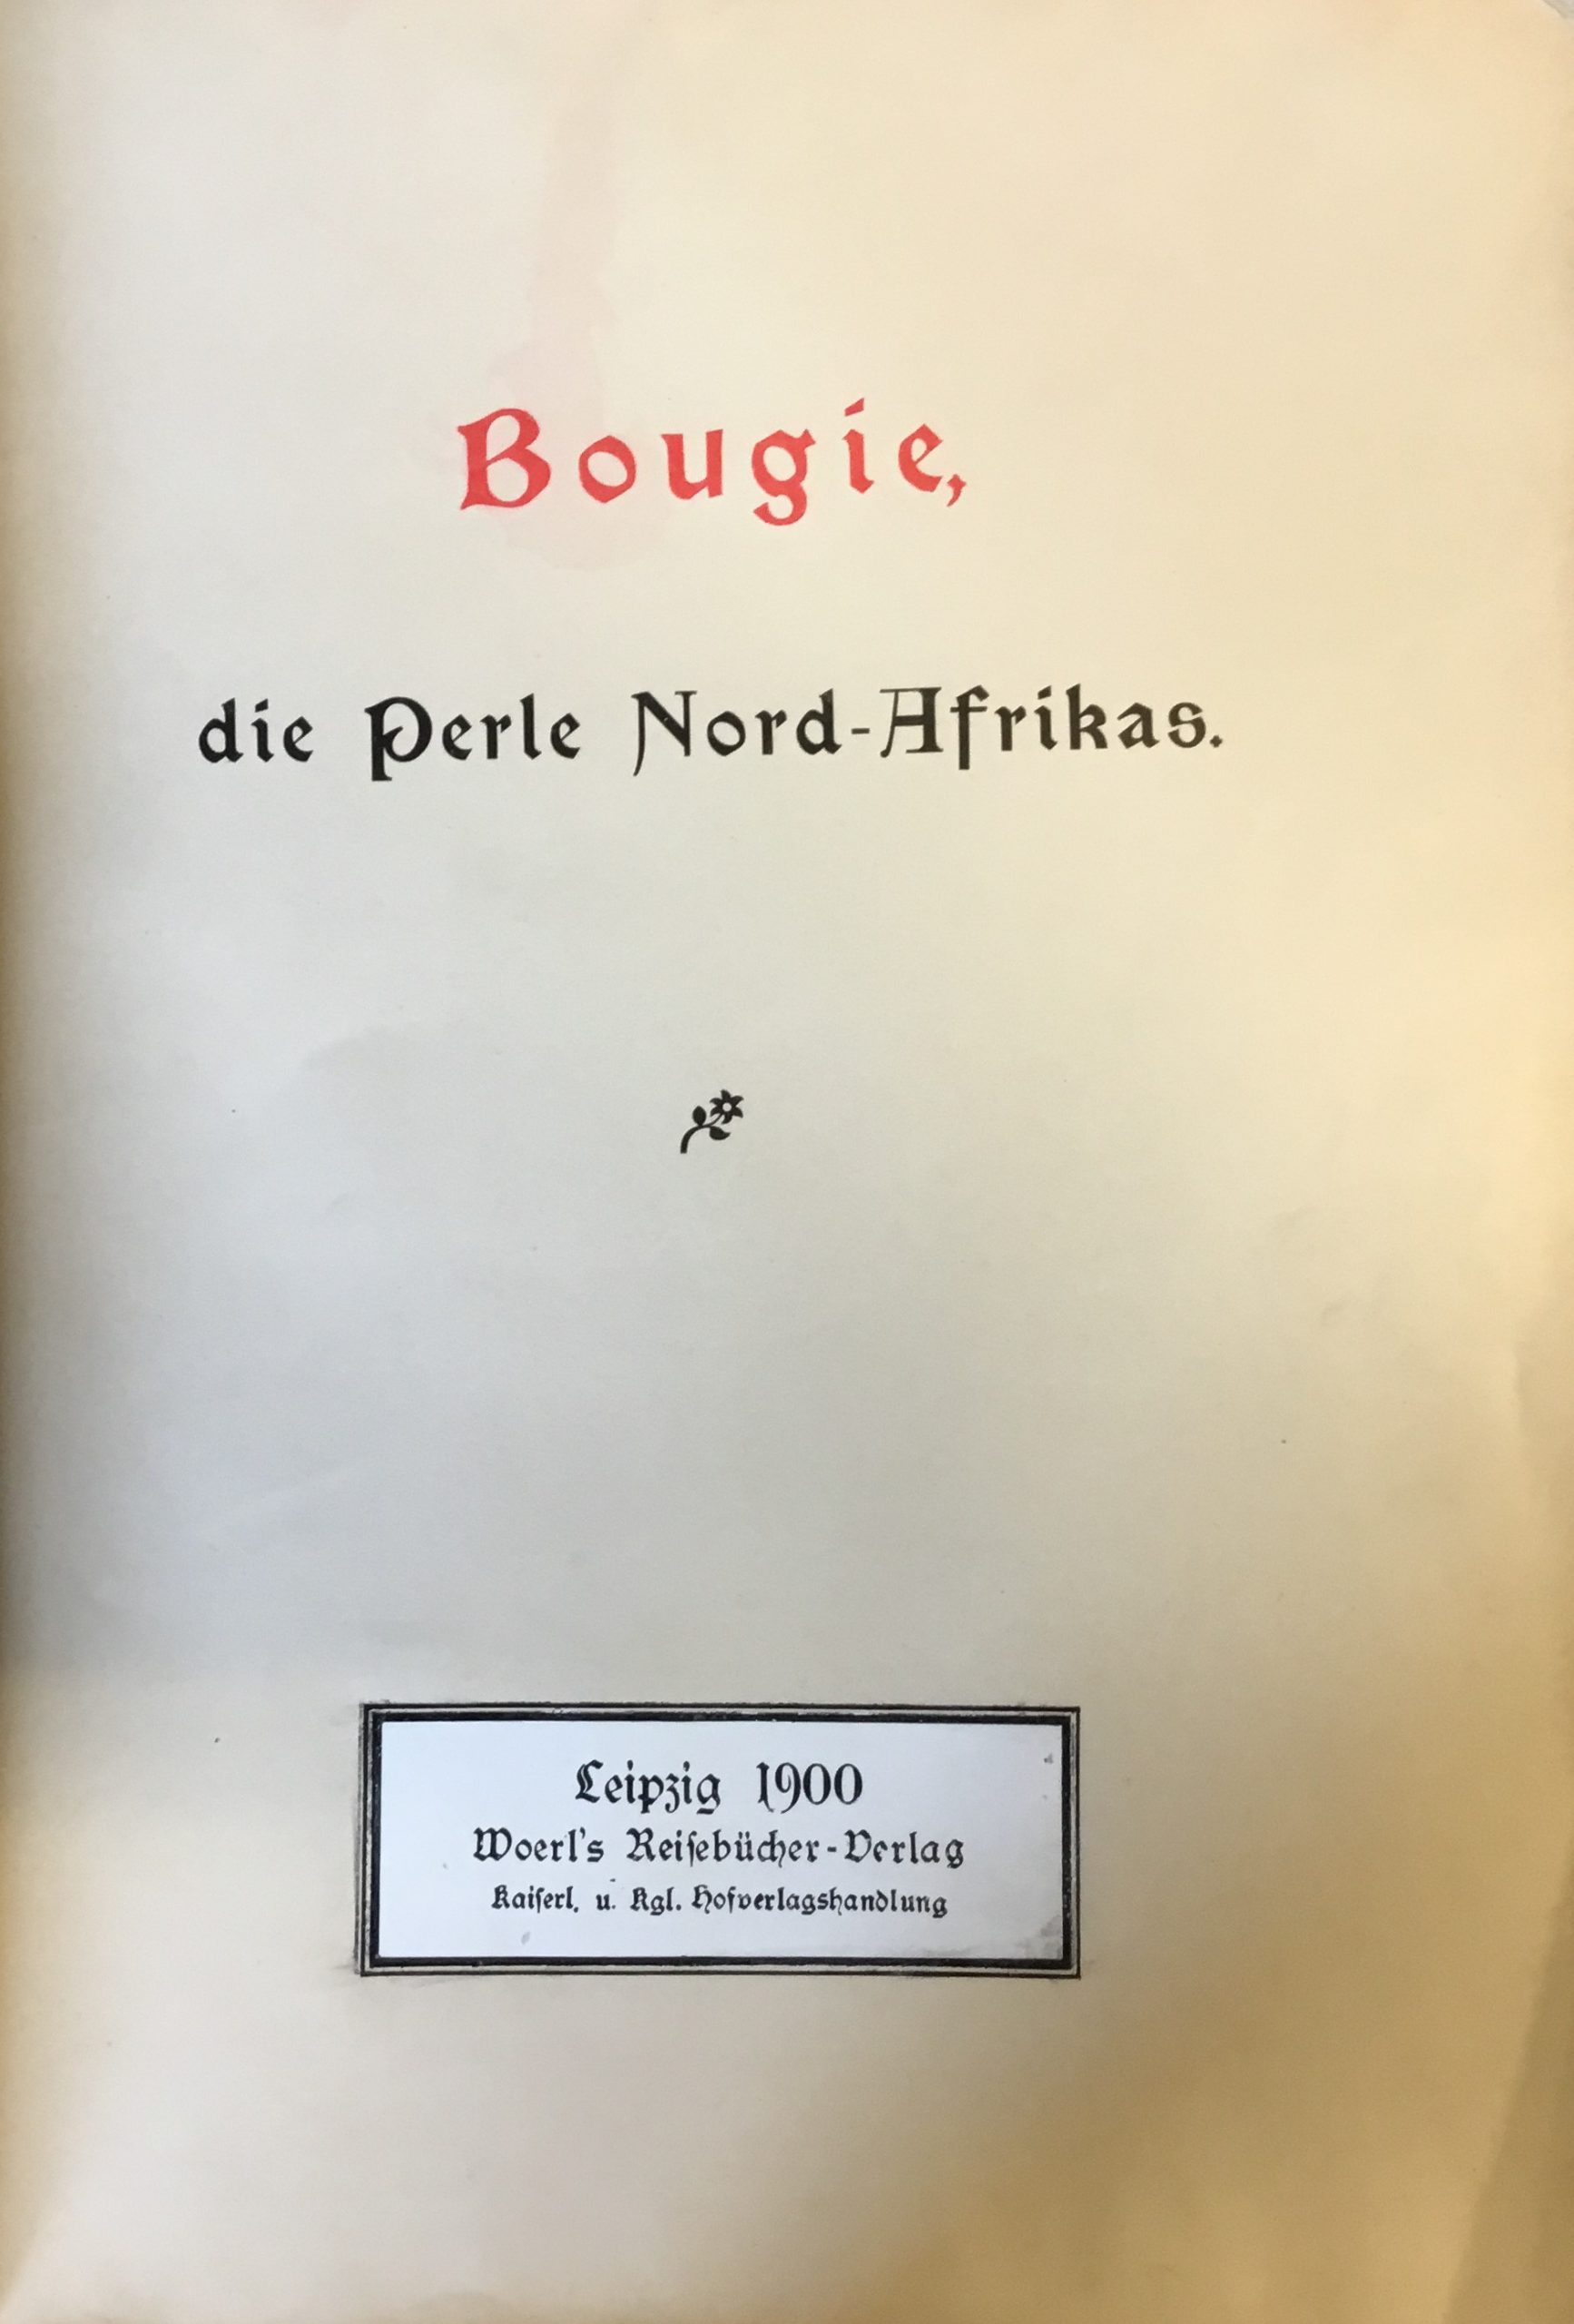 Bougie,
die Perle Nord-Afrikas.
Leipzig 1900
Woerl's Reiſebücher-Verlag
Kaiſerl. u. Kgl. Hofverlagshandlung